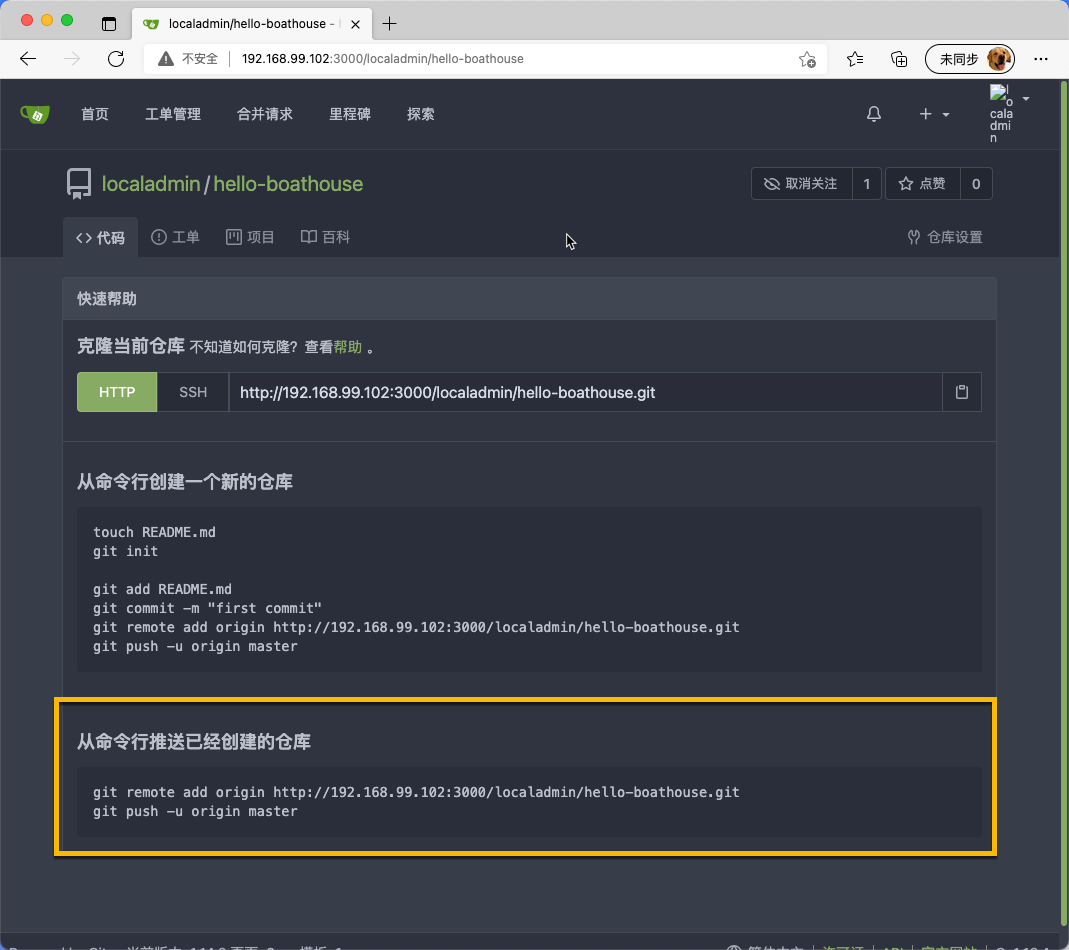 localadmin/hello-boathouse -
不安全
192.168.99.102:3000/localadmin/hello-boathouse
未同步
首页
工单管理
合并请求
里程碑
探索
localadmin
localadmin/hello-boathouse
取消关注 1
点赞 0
代码
工单
项目
百科
仓库设置
快速帮助
克隆当前仓库 不知道如何克隆？查看帮助 。
HTTP
SSH
http://192.168.99.102:3000/localadmin/hello-boathouse.git
从命令行创建一个新的仓库
touch README.md
git init
git add README.md
git commit -m "first commit"
git remote add origin http://192.168.99.102:3000/localadmin/hello-boathouse.git
git push -u origin master
从命令行推送已经创建的仓库
git remote add origin http://192.168.99.102:3000/localadmin/hello-boathouse.git
git push -u origin master